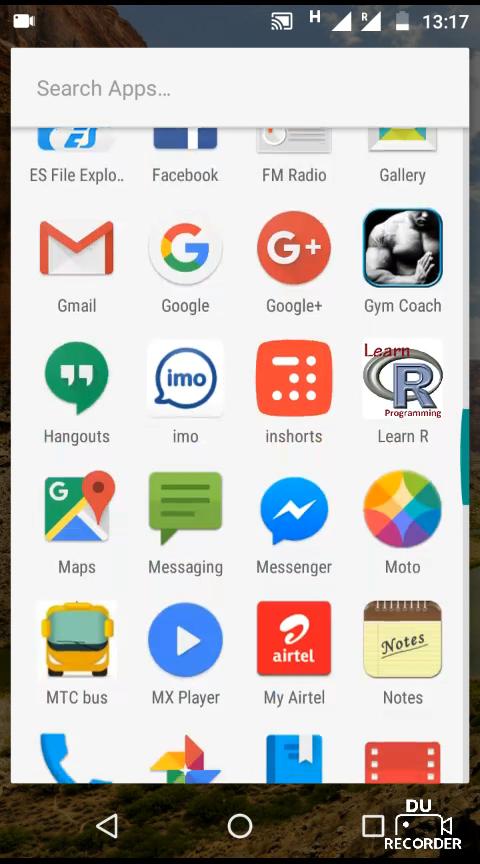 H R 13:17
Search Apps...
ES File Explo.. Facebook FM Radio Gallery
G G+
Gmail Google Google+ Gym Coach
imo Learn R Programming
Hangouts imo inshorts Learn R
G
Maps Messaging Messenger Moto
airtel Notes
MTC bus MX Player My Airtel Notes
DU
RECORDER